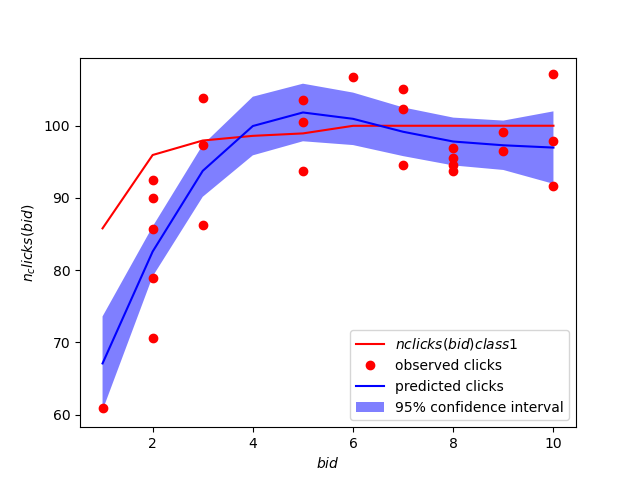 100
90
80
70
60
n_clicks(bid)
nclicks(bid)class1
observed clicks
predicted clicks
95% confidence interval
2 4 6 8 10
bid